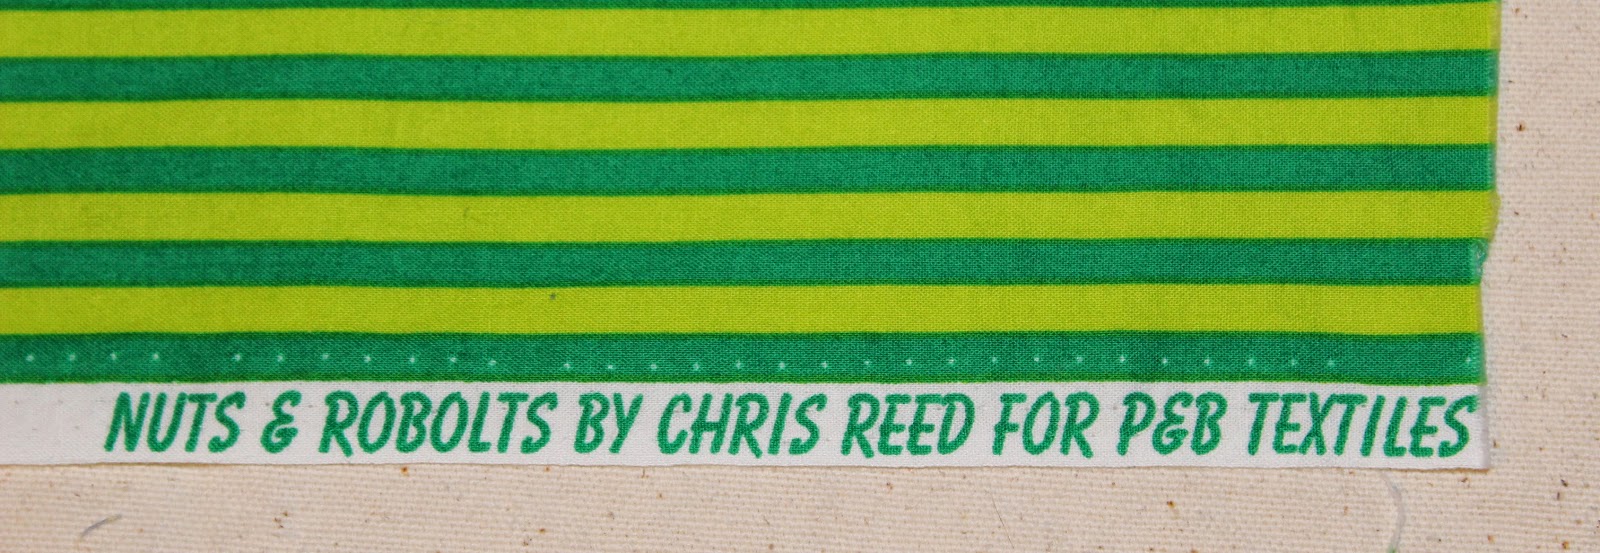 NUTS & ROBOLTS BY CHRIS REED FOR P&B TEXTILES